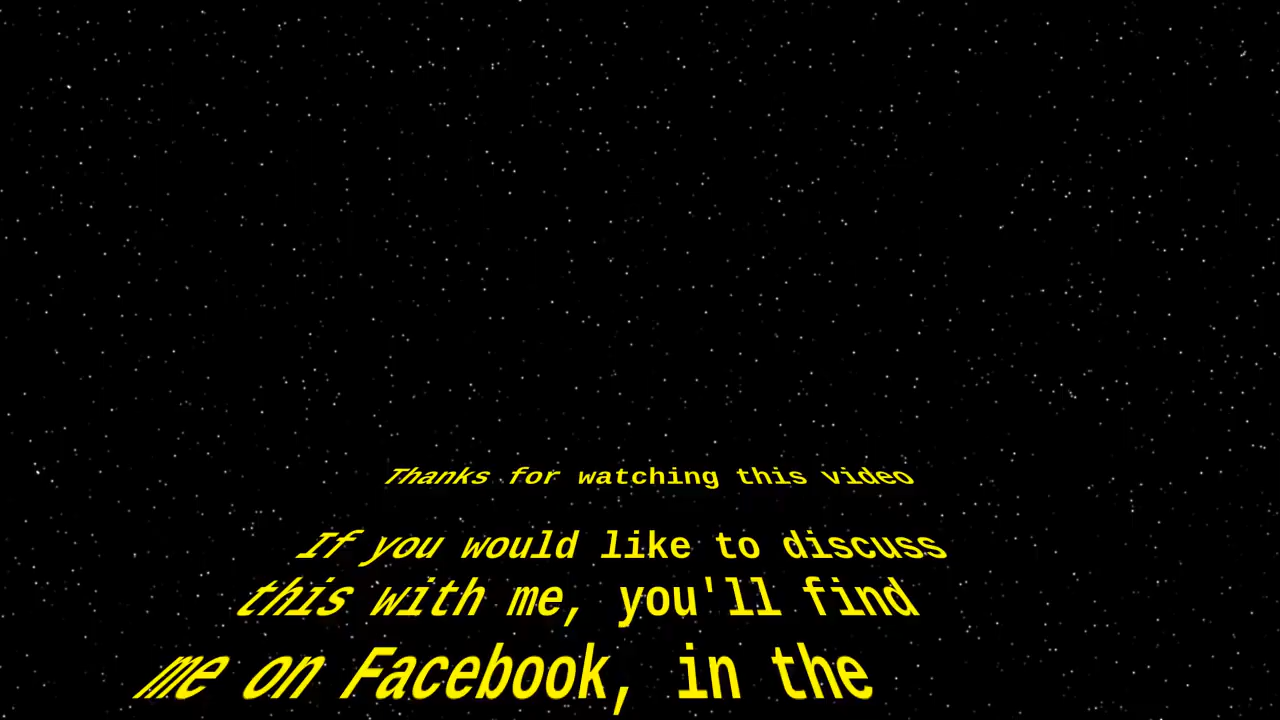 Thanks for watching this video
If you would like to discuss
this with me, you'll find
me on Facebook, in the